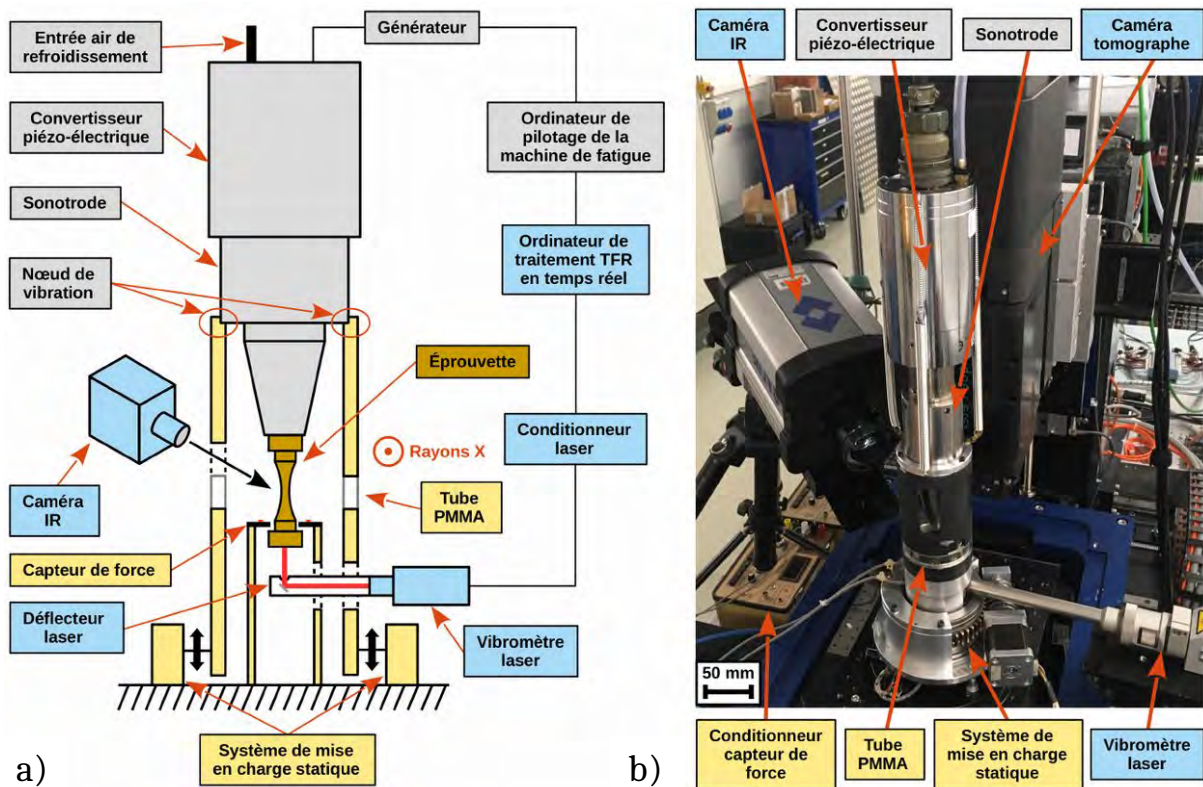 Entrée air de
refroidissement
Générateur
Convertisseur
piézo-électrique
Ordinateur de
pilotage de la
machine de fatigue
Sonotrode
Ordinateur de
traitement TFR
en temps réel
Nœud de
vibration
Éprouvette
Conditionneur
laser
Rayons X
Caméra
IR
Tube
PMMA
Capteur de force
Déflecteur
laser
Vibromètre
laser
Système de mise
en charge statique
a)
Caméra
IR
Convertisseur
piézo-électrique
Sonotrode
Caméra
tomographe
50 mm
Conditionneur
capteur de
force
Tube
PMMA
Système de
mise en charge
statique
Vibromètre
laser
b)